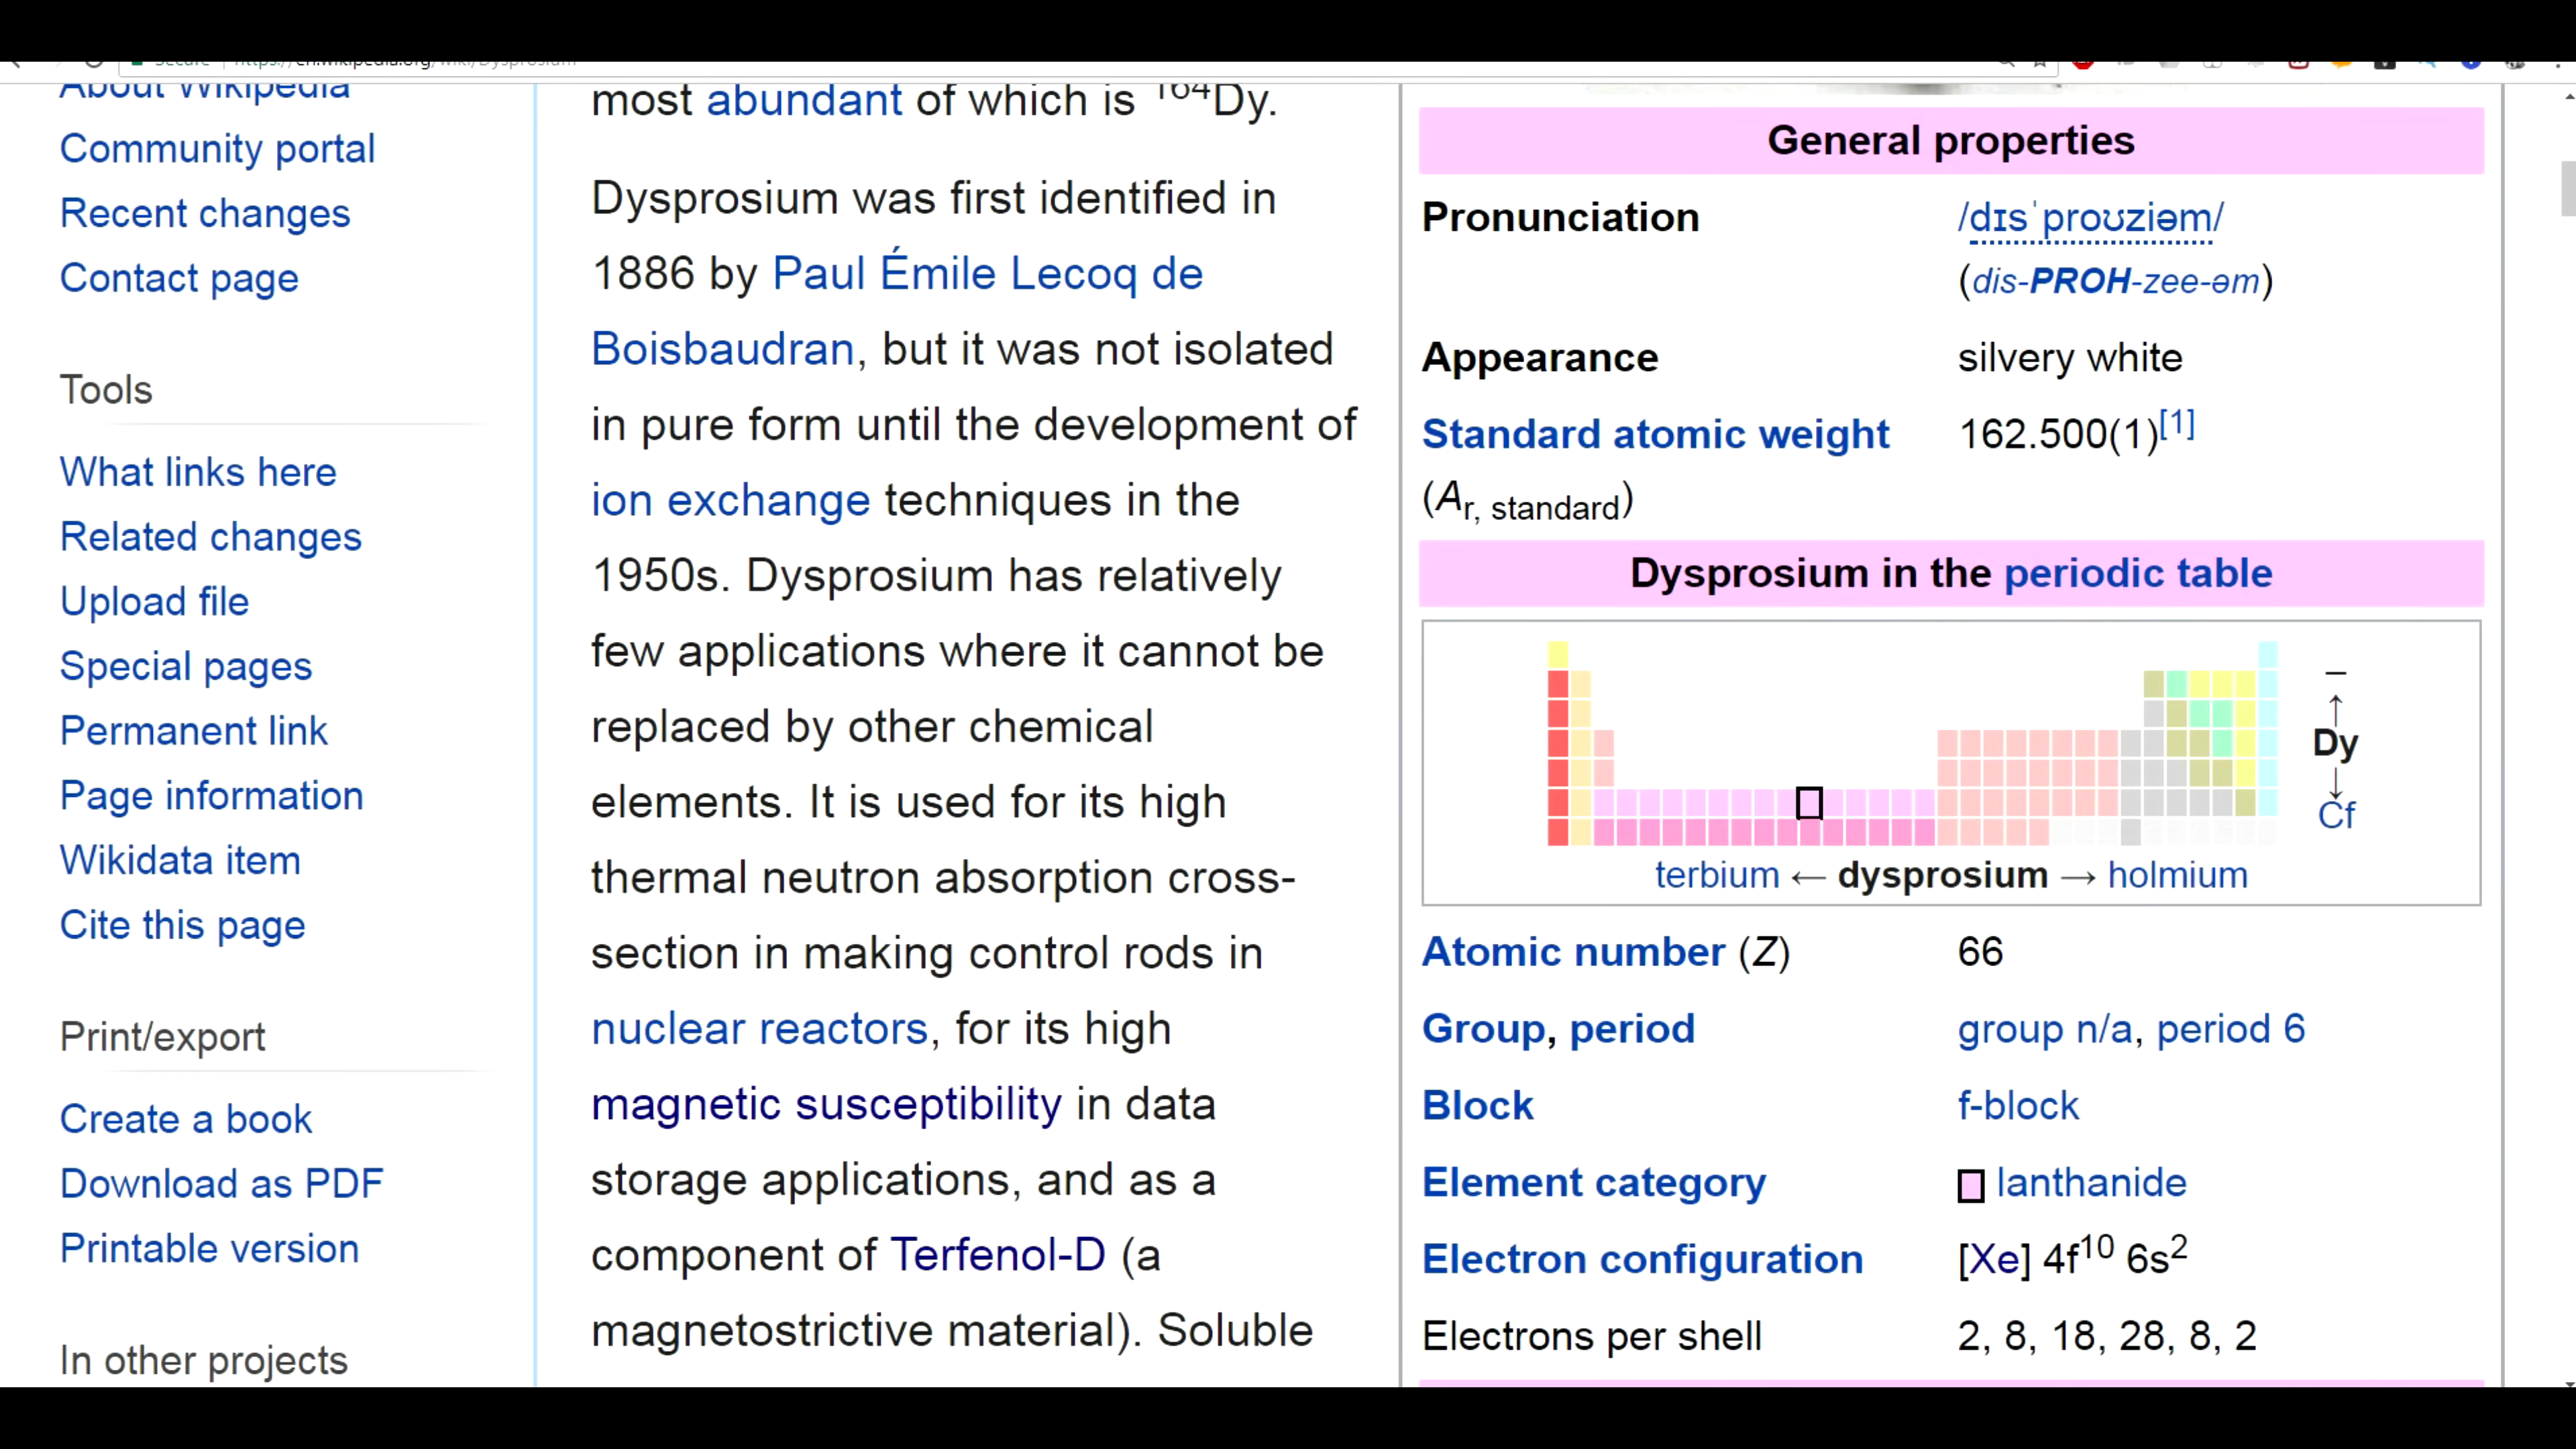 Secure https://en.wikipedia.org/wiki/Dysprosium
About Wikipedia
Community portal
Recent changes
Contact page
Tools
What links here
Related changes
Upload file
Special pages
Permanent link
Page information
Wikidata item
Cite this page
Print/export
Create a book
Download as PDF
Printable version
In other projects
most abundant of which is ¹⁶⁴Dy.
Dysprosium was first identified in
1886 by Paul Émile Lecoq de
Boisbaudran, but it was not isolated
in pure form until the development of
ion exchange techniques in the
1950s. Dysprosium has relatively
few applications where it cannot be
replaced by other chemical
elements. It is used for its high
thermal neutron absorption cross-
section in making control rods in
nuclear reactors, for its high
magnetic susceptibility in data
storage applications, and as a
component of Terfenol-D (a
magnetostrictive material). Soluble
General properties
Pronunciation /dɪsˈproʊziəm/
(dis-PROH-zee-əm)
Appearance silvery white
Standard atomic weight 162.500(1)[1]
(Ar, standard)
Dysprosium in the periodic table
–
↑
Dy
↓
Cf
terbium ← dysprosium → holmium
Atomic number (Z) 66
Group, period group n/a, period 6
Block f-block
Element category lanthanide
Electron configuration [Xe] 4f¹⁰ 6s²
Electrons per shell 2, 8, 18, 28, 8, 2